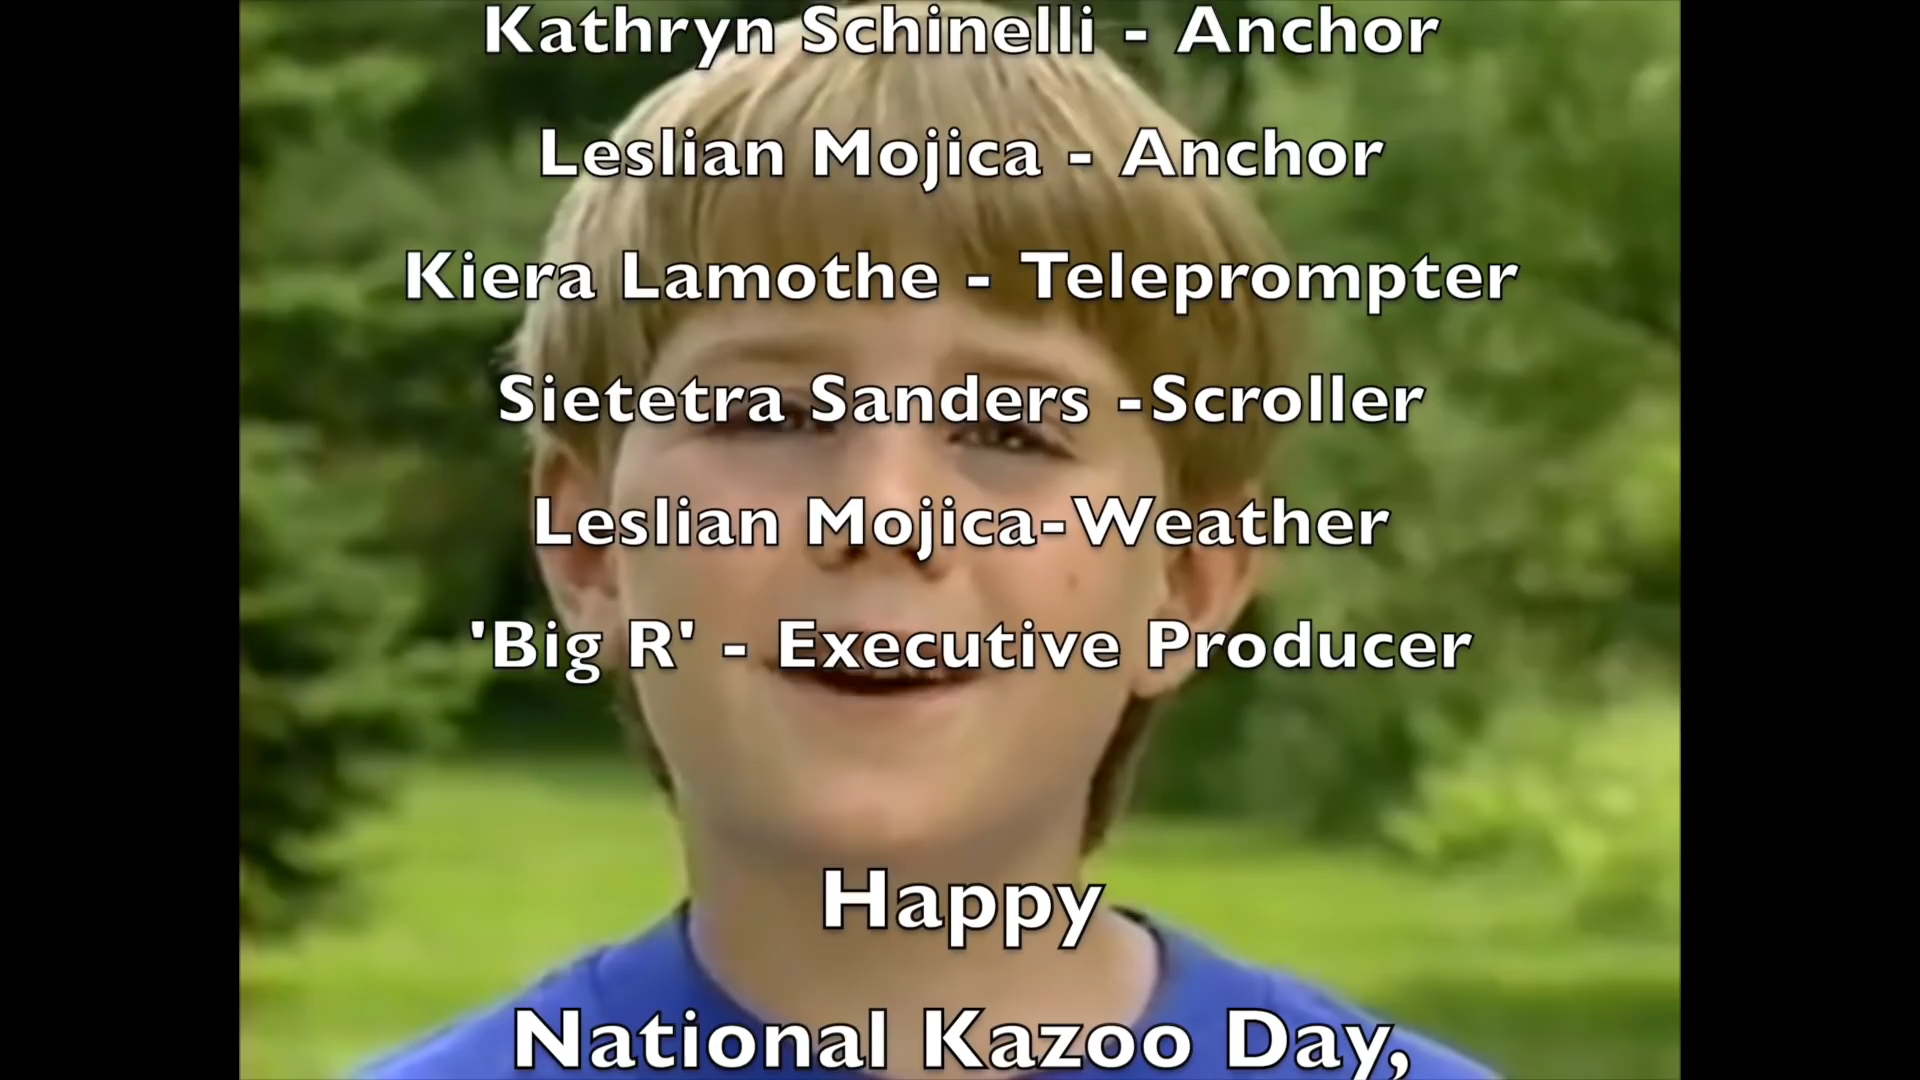 Kathryn Schinelli - Anchor
Leslian Mojica - Anchor
Kiera Lamothe - Teleprompter
Sietetra Sanders -Scroller
Leslian Mojica-Weather
'Big R' - Executive Producer
Happy
National Kazoo Day,